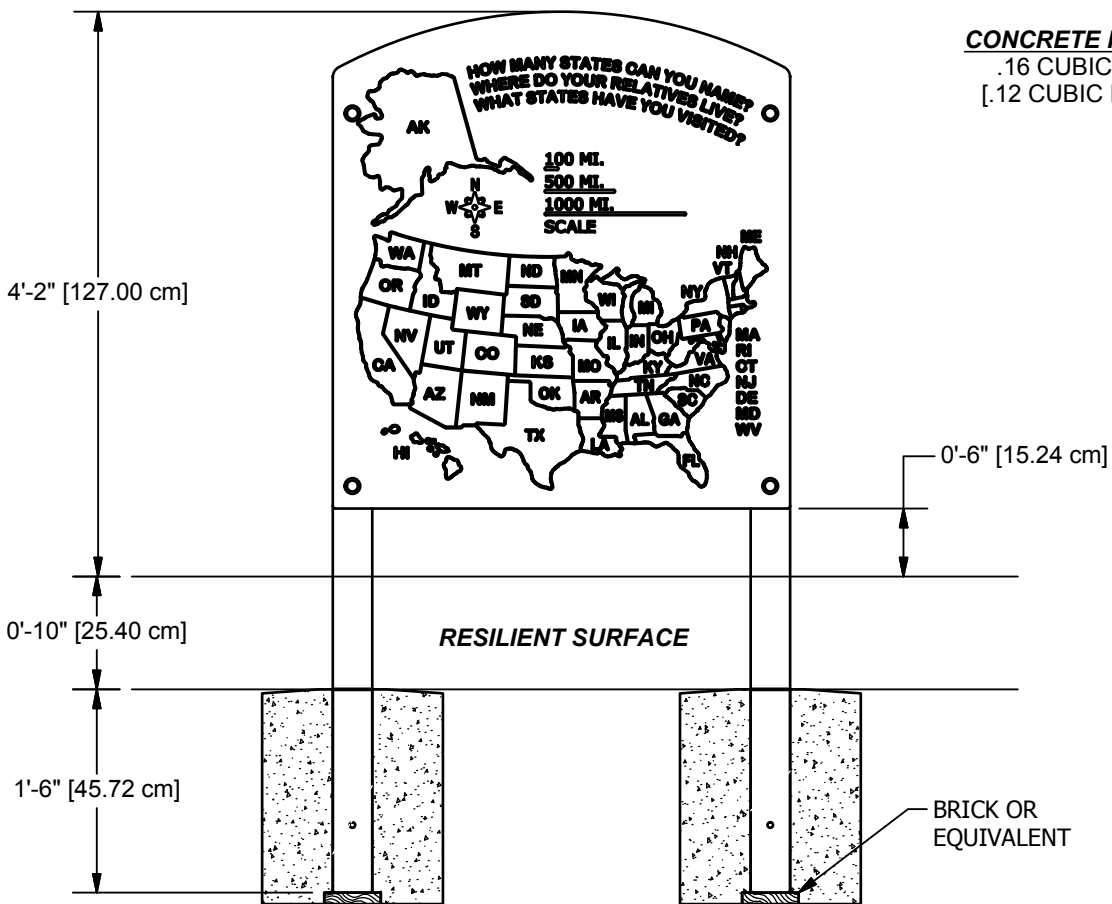 CONCRETE
.16 CUBIC
[.12 CUBIC
HOW MANY STATES CAN YOU NAME?
WHERE DO YOUR RELATIVES LIVE?
WHAT STATES HAVE YOU VISITED?
AK
100 MI.
500 MI.
1000 MI.
SCALE
N
W E
S
ME
NH
VT
WA
MT
ND
MN
OR
ID
WY
SD
WI
MI
NY
4'-2" [127.00 cm]
NV
UT
CO
NE
IA
IL
IN
OH
PA
CA
AZ
NM
KS
MO
KY
VA
OK
AR
TN
NC
SC
TX
LA
MS
AL
GA
FL
HI
MA
RI
CT
NJ
DE
MD
WV
0'-6" [15.24 cm]
0'-10" [25.40 cm]
RESILIENT SURFACE
1'-6" [45.72 cm]
BRICK OR
EQUIVALENT